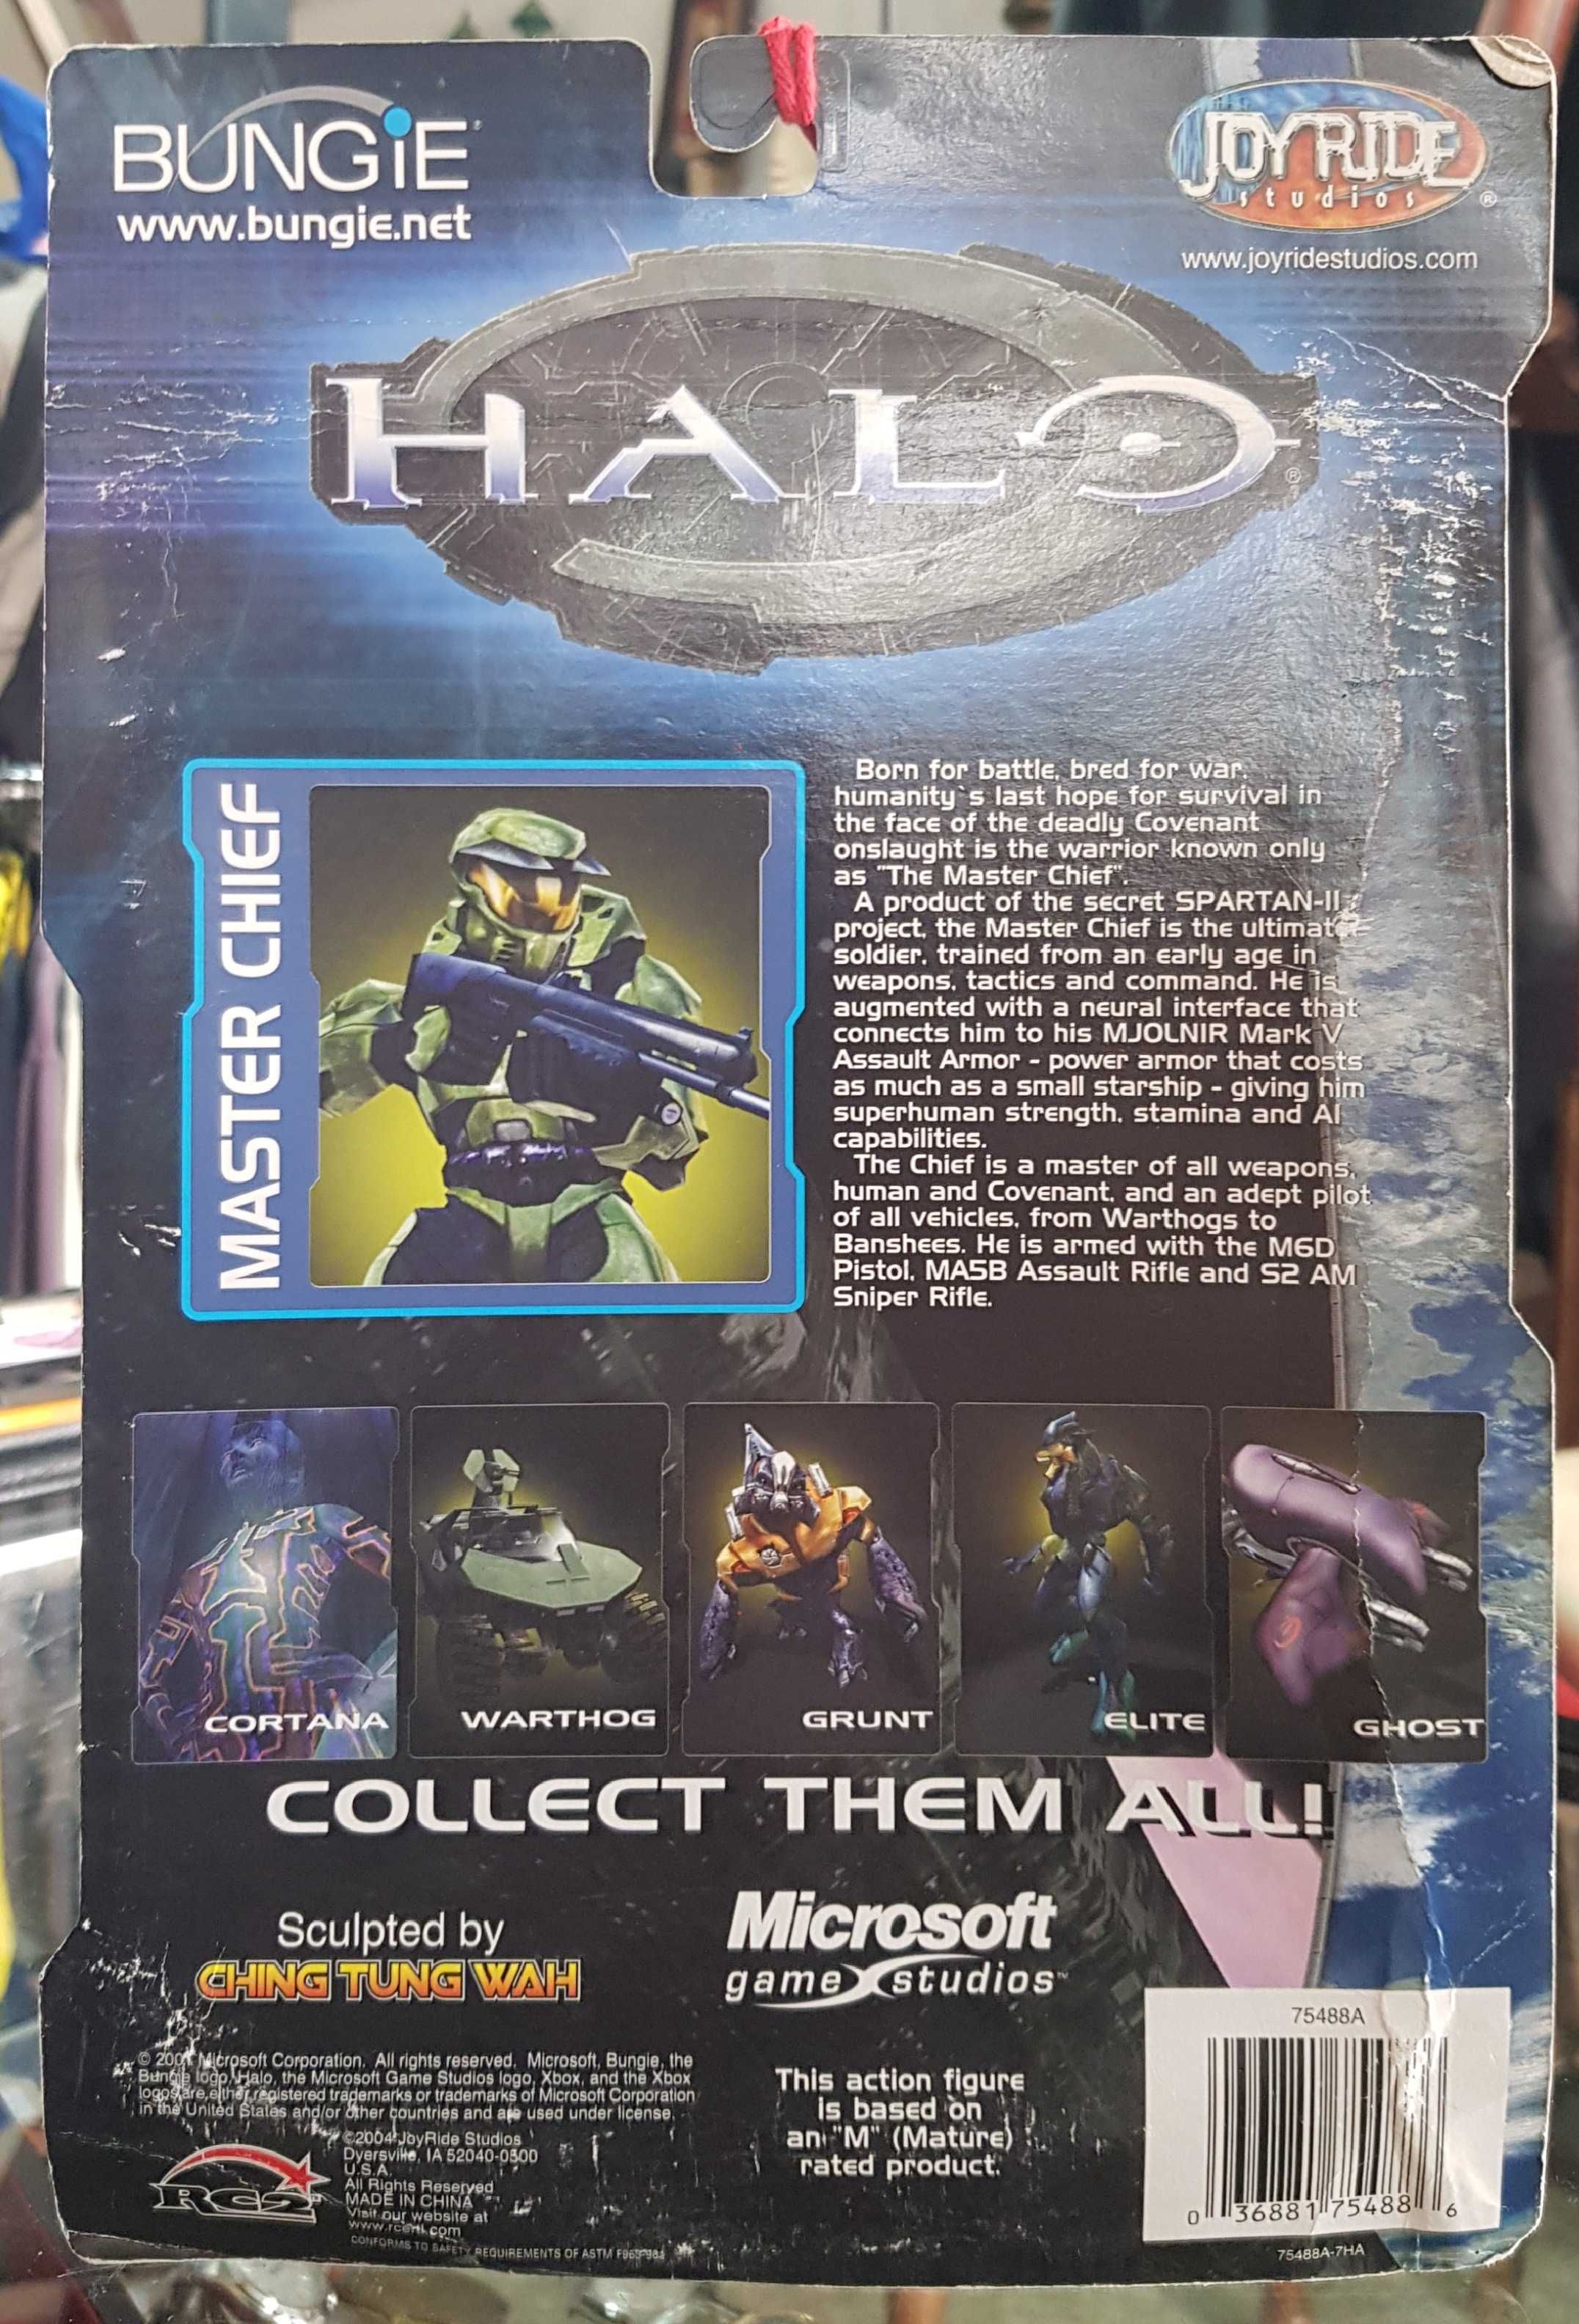 BUNGiE
www.bungie.net
JOYRIDE
studios ®
www.joyridestudios.com
HALO ®
MASTER CHIEF
Born for battle, bred for war,
humanity`s last hope for survival in
the face of the deadly Covenant
onslaught is the warrior known only
as "The Master Chief".
A product of the secret SPARTAN-II
project, the Master Chief is the ultimate
soldier, trained from an early age in
weapons, tactics and command. He is
augmented with a neural interface that
connects him to his MJOLNIR Mark V
Assault Armor - power armor that costs
as much as a small starship - giving him
superhuman strength, stamina and AI
capabilities.
The Chief is a master of all weapons,
human and Covenant, and an adept pilot
of all vehicles, from Warthogs to
Banshees. He is armed with the M6D
Pistol, MA5B Assault Rifle and S2 AM
Sniper Rifle.
CORTANA
WARTHOG
GRUNT
ELITE
GHOST
COLLECT THEM ALL!
Sculpted by
CHING TUNG WAH
Microsoft
game studios™
© 2001 Microsoft Corporation. All rights reserved. Microsoft, Bungie, the
Bungie logo, Halo, the Microsoft Game Studios logo, Xbox, and the Xbox
logos are either registered trademarks or trademarks of Microsoft Corporation
in the United States and/or other countries and are used under license.
RC2™
©2004 JoyRide Studios
Dyersville, IA 52040-0500
U.S.A.
All Rights Reserved
MADE IN CHINA
Visit our website at
CONFORMS TO SAFETY REQUIREMENTS OF ASTM
This action figure
is based on
an "M" (Mature)
rated product.
75488A
0 36881 75488 6
75488A-7HA